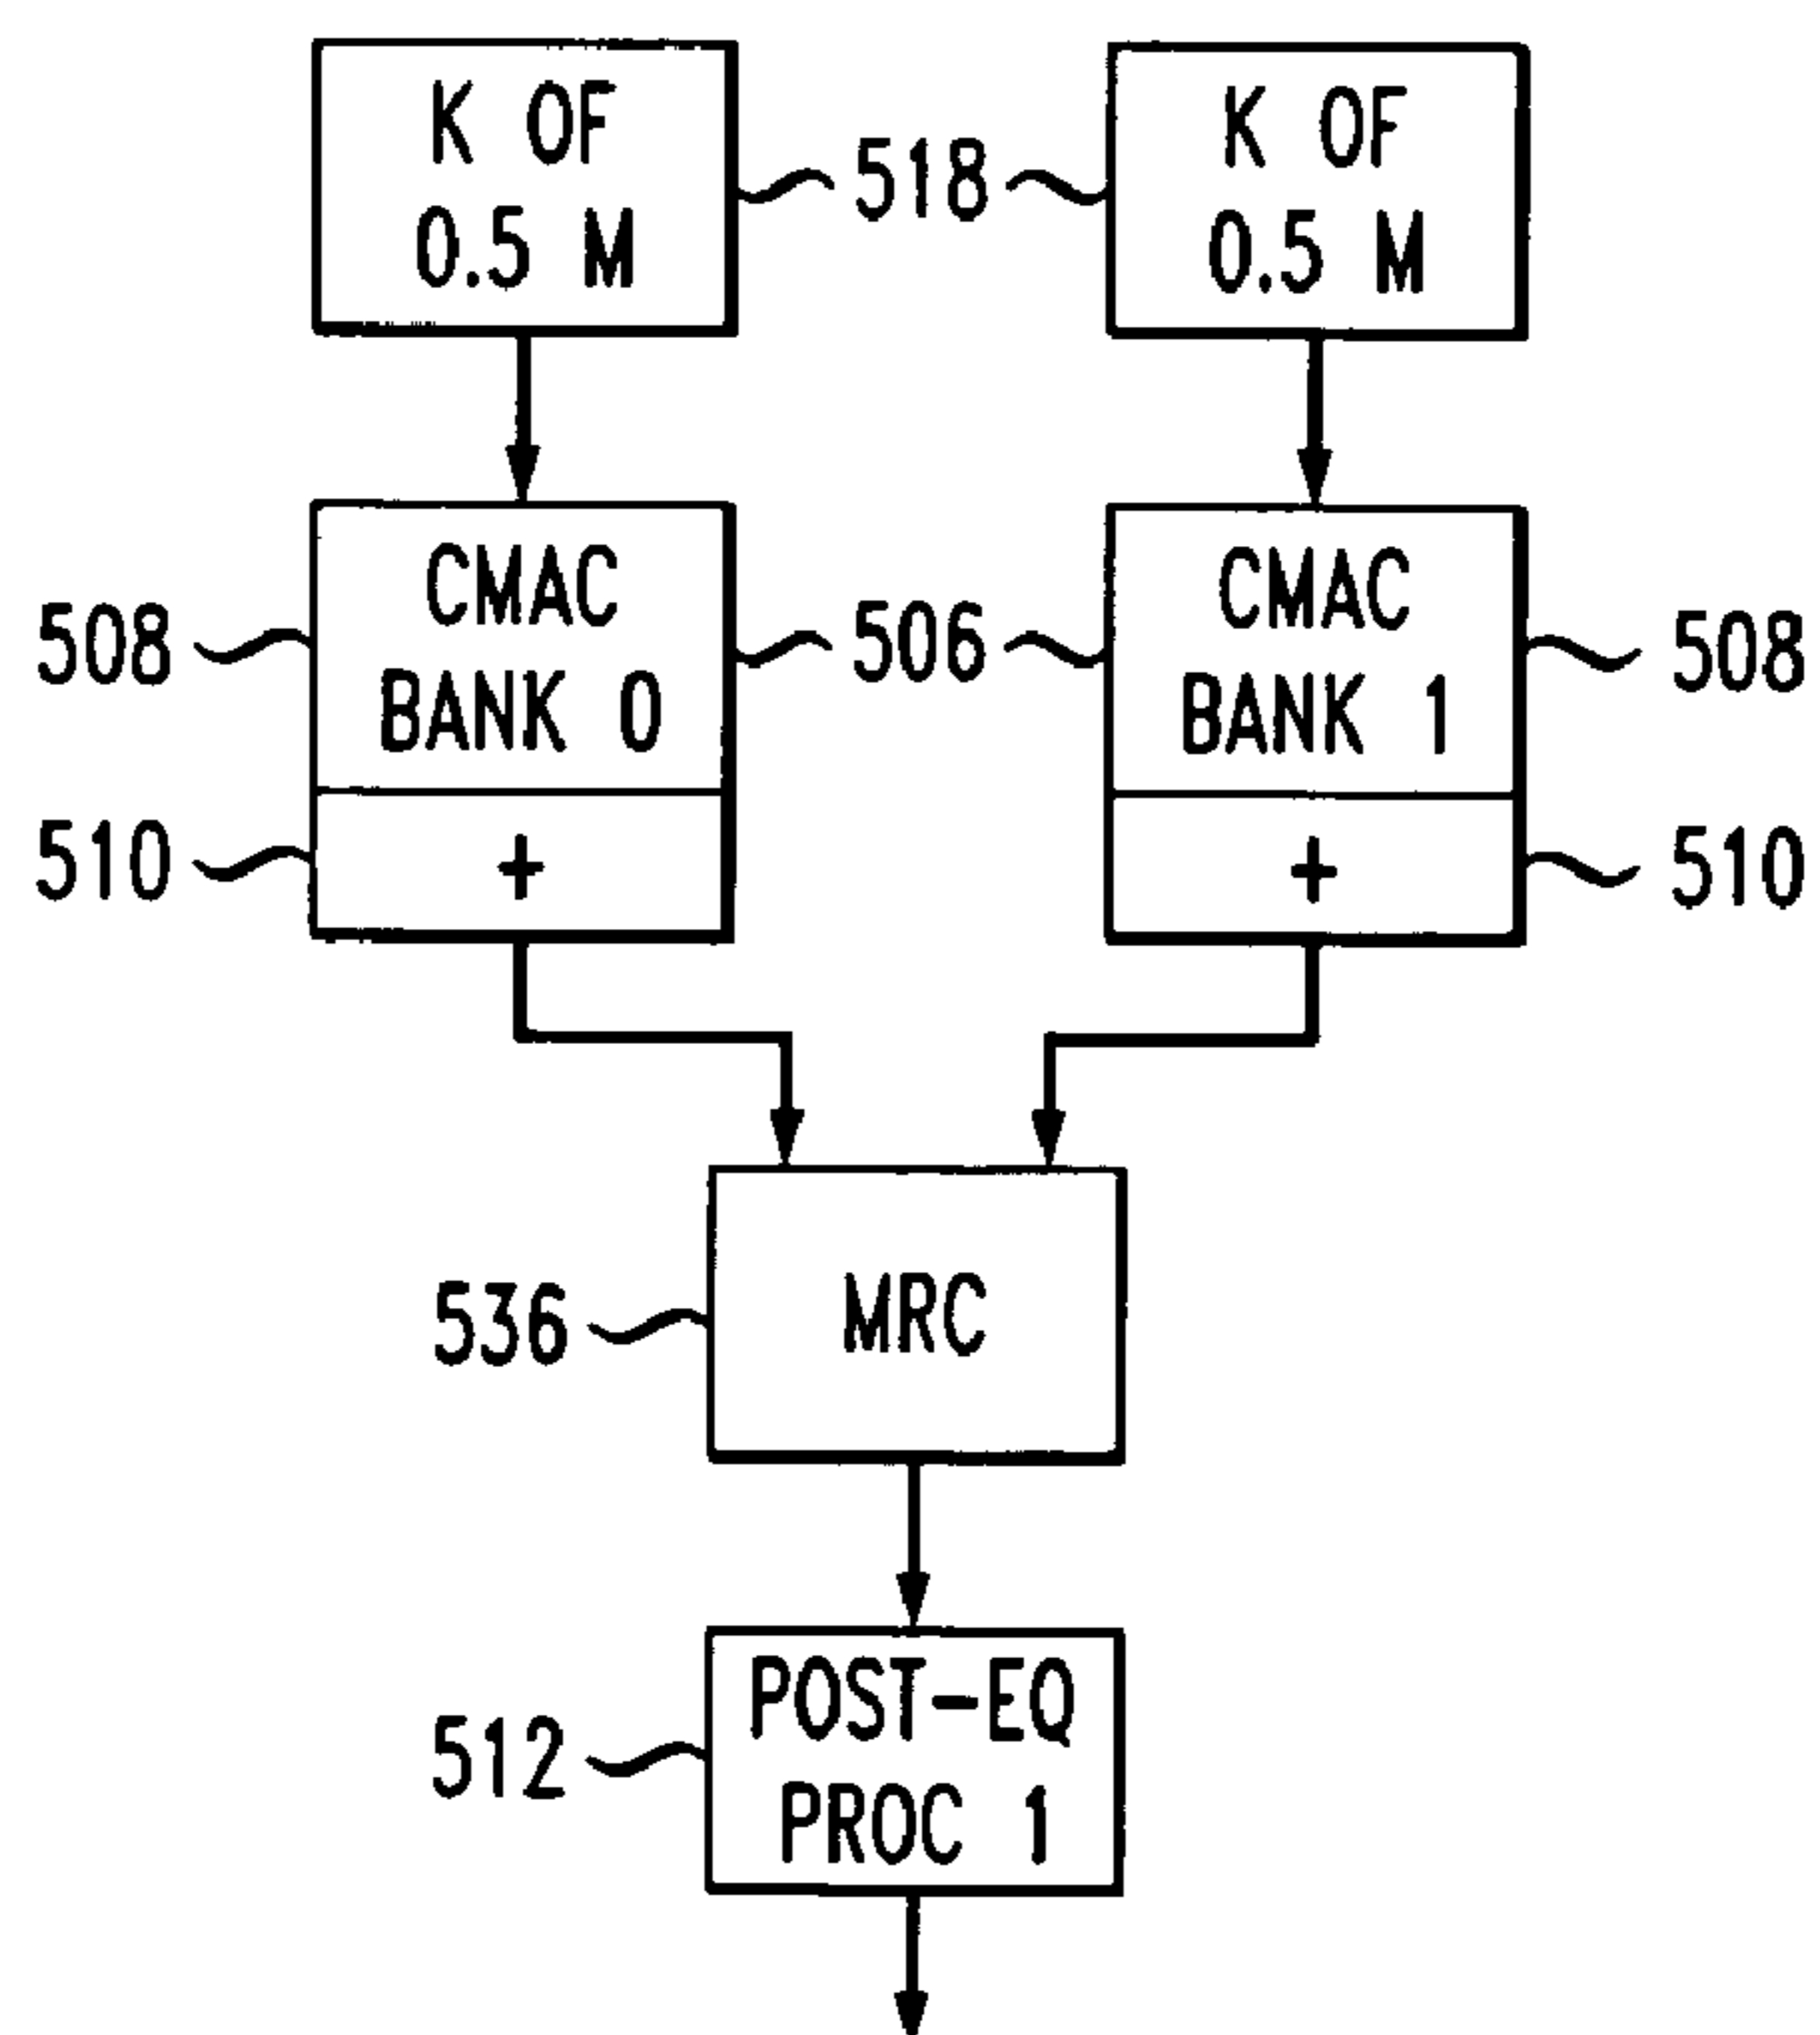 K OF
0.5 M
518
K OF
0.5 M
508
CMAC
BANK 0
506
CMAC
BANK 1
508
510
+
+
510
536
MRC
512
POST-EQ
PROC 1